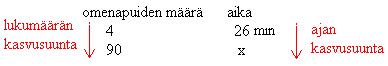 omenapuiden määrä aika
lukumäärän 4 26 min ajan
kasvusuunta 90 x kasvusuunta